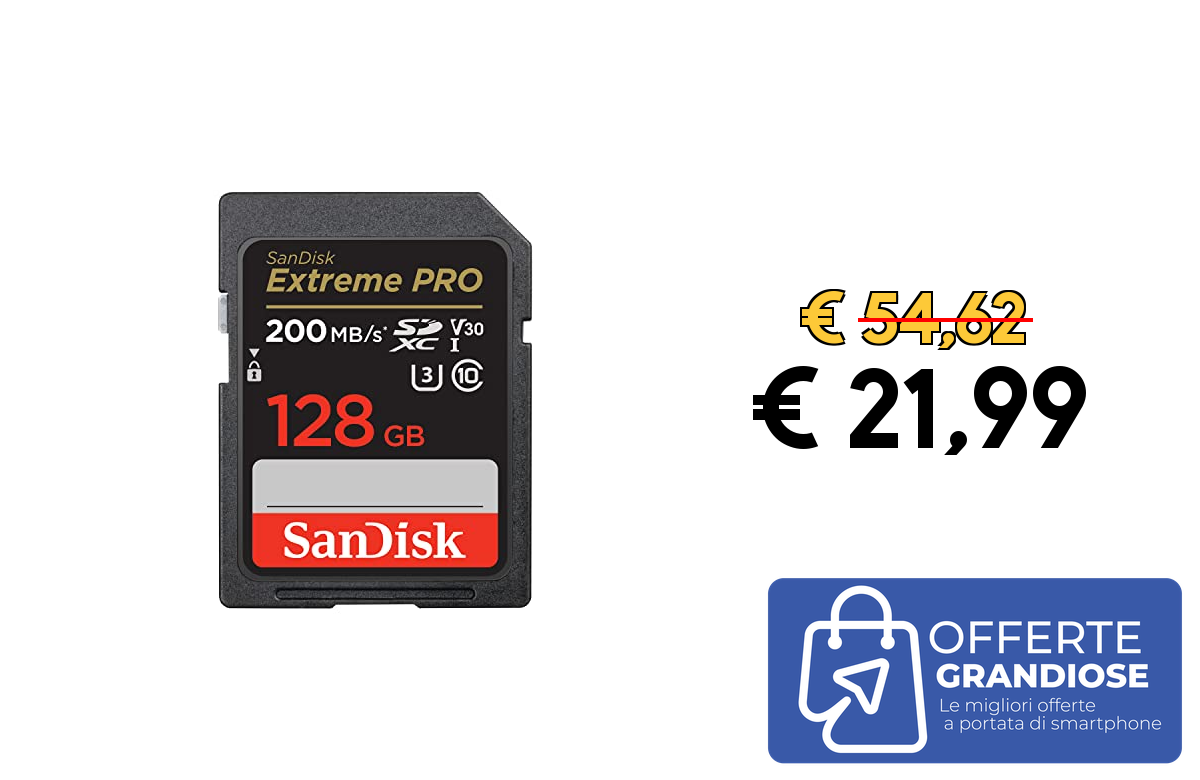 SanDisk
Extreme PRO
200 MB/s* SD XC I V30
U3 10
128 GB
SanDisk
€ 54,62
€ 21,99
OFFERTE
GRANDIOSE
Le migliori offerte
a portata di smartphone